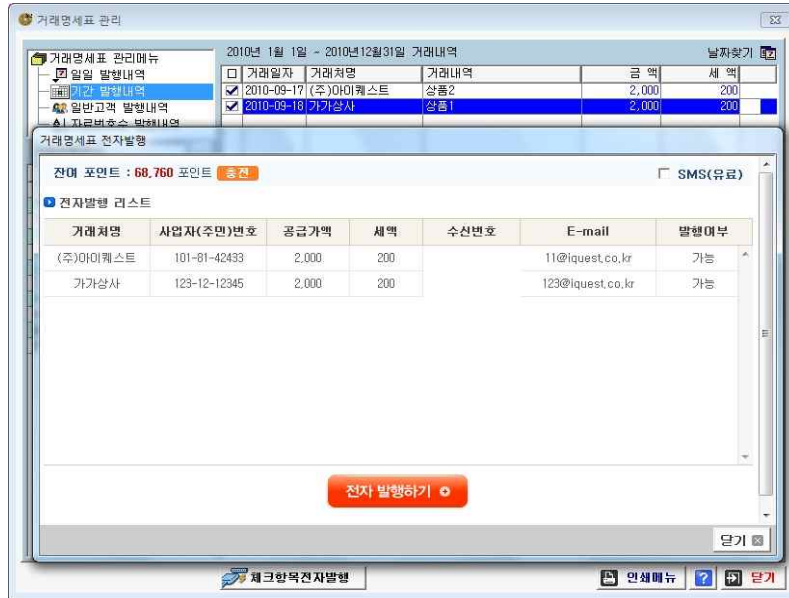 거래명세표 관리
거래명세표 관리메뉴
일일 발행내역
기간 발행내역
일반고객 발행내역
자료번호순 발행내역
2010년 1월 1일 ~ 2010년12월31일 거래내역 날짜찾기
거래일자 거래처명 거래내역 금 액 세 액
2010-09-17 (주)아이퀘스트 상품2 2,000 200
2010-09-18 가가상사 상품1 2,000 200
거래명세표 전자발행
잔여 포인트 : 68,760 포인트 충전 SMS(유료)
전자발행 리스트
거래처명 사업자(주민)번호 공급가액 세액 수신번호 E-mail 발행여부
(주)아이퀘스트 101-81-42433 2,000 200 11@iquest.co.kr 가능
가가상사 123-12-12345 2,000 200 123@iquest.co.kr 가능
전자 발행하기
닫기
체크항목전자발행 인쇄메뉴 ? 닫기